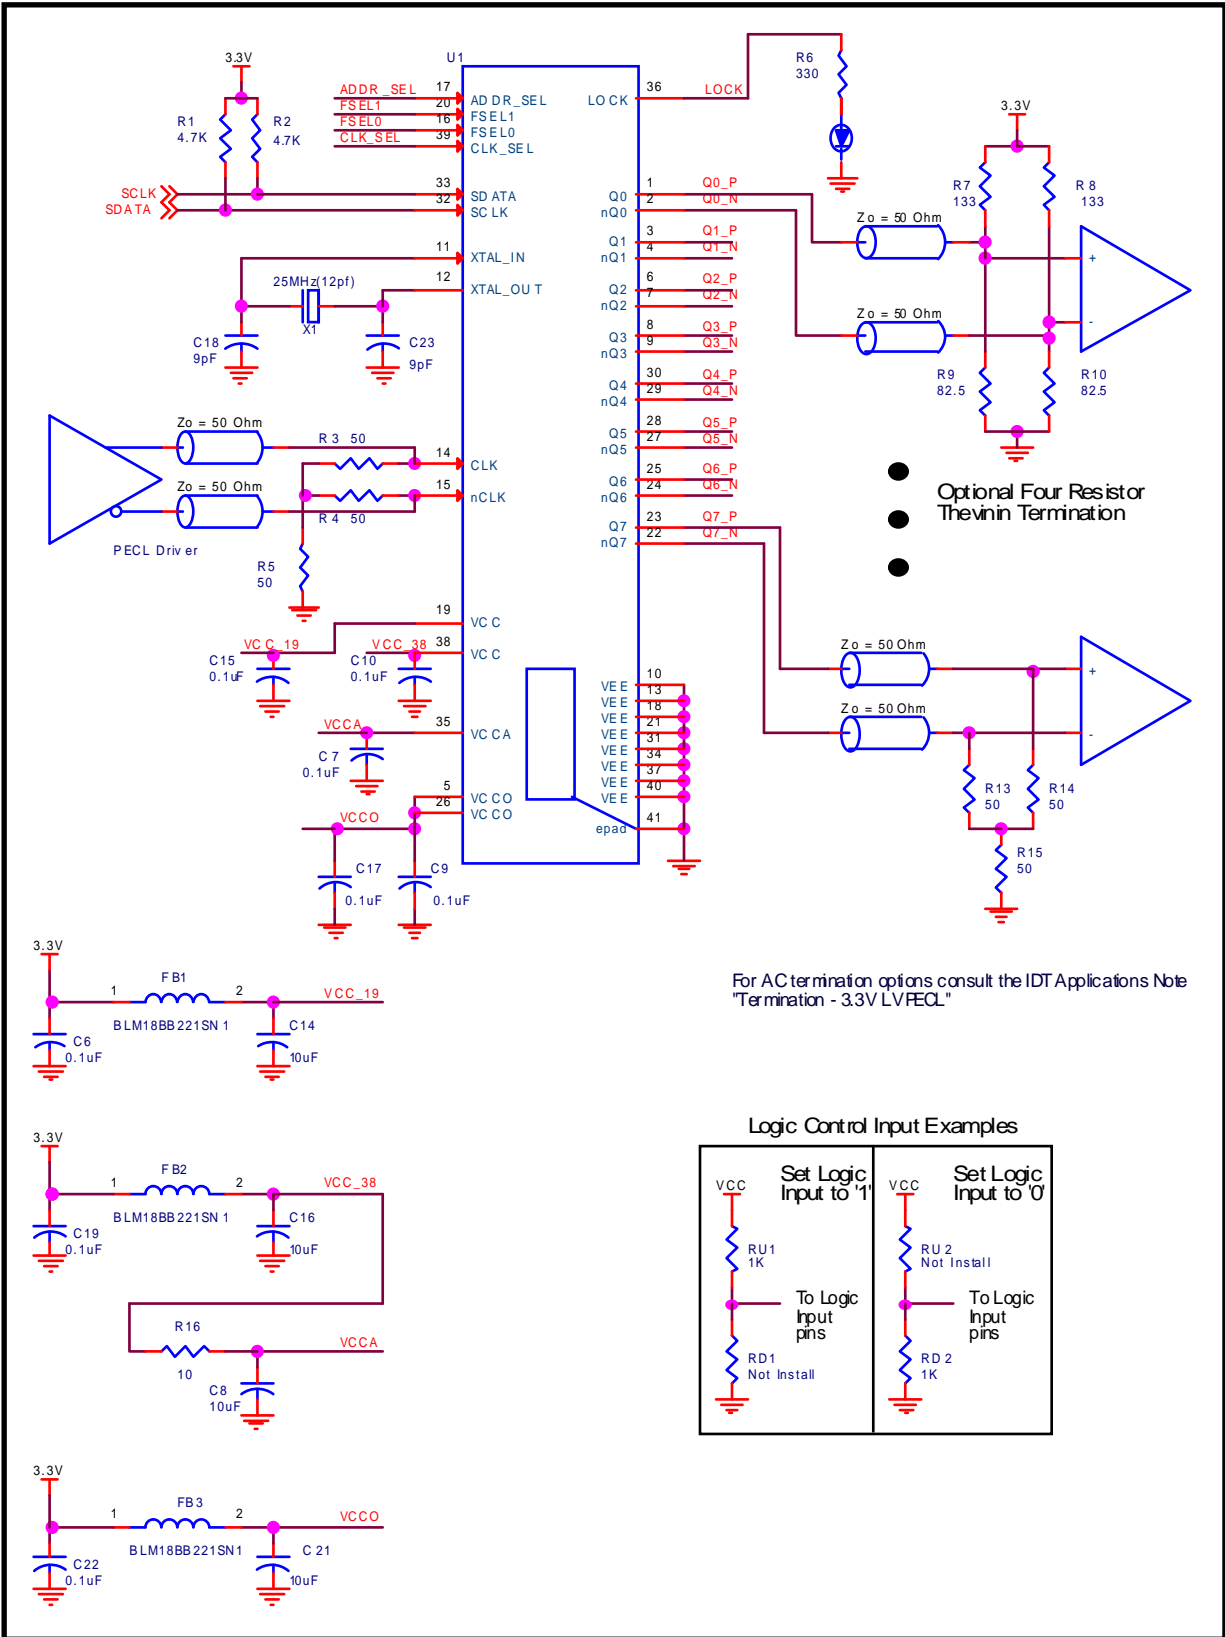 3.3V
U1
R6
330
R1
4.7K
R2
4.7K
ADDR_SEL
FSEL1
FSEL0
CLK_SEL
17
20
16
39
ADDR_SEL
FSEL1
FSEL0
CLK_SEL
LOCK
36
LOCK
3.3V
SCLK
SDATA
33
32
SDATA
SCLK
11
XTAL_IN
12
XTAL_OUT
25MHz(12pf)
X1
C18
9pF
C23
9pF
Q0
nQ0
1
2
Q0_P
Q0_N
Q1
nQ1
3
4
Q1_P
Q1_N
Q2
nQ2
6
7
Q2_P
Q2_N
Q3
nQ3
8
9
Q3_P
Q3_N
Q4
nQ4
30
29
Q4_P
Q4_N
Q5
nQ5
28
27
Q5_P
Q5_N
Q6
nQ6
25
24
Q6_P
Q6_N
Q7
nQ7
23
22
Q7_P
Q7_N
R7
133
R8
133
Zo = 50 Ohm
Zo = 50 Ohm
+
-
R9
82.5
R10
82.5
Optional Four Resistor
Thevinin Termination
Zo = 50 Ohm
Zo = 50 Ohm
R3 50
R4 50
14
CLK
15
nCLK
PECL Driver
R5
50
19
VCC
38
VCC
VCC_19
VCC_38
C15
0.1uF
C10
0.1uF
VCCA
35
VCCA
C7
0.1uF
5
26
VCCO
VCCO
VCCO
C17
0.1uF
C9
0.1uF
VEE
VEE
VEE
VEE
VEE
VEE
VEE
VEE
epad
10
13
18
21
31
34
37
40
41
Zo = 50 Ohm
Zo = 50 Ohm
+
-
R13
50
R14
50
R15
50
3.3V
FB1
1
2
VCC_19
BLM18BB221SN1
C6
0.1uF
C14
10uF
For AC termination options consult the IDT Applications Note
"Termination - 3.3V LVPECL"
3.3V
FB2
1
2
VCC_38
BLM18BB221SN1
C19
0.1uF
C16
10uF
R16
10
VCCA
C8
10uF
Logic Control Input Examples
Set Logic
Input to '1'
VCC
RU1
1K
To Logic
Input
pins
RD1
Not Install
Set Logic
Input to '0'
VCC
RU2
Not Install
To Logic
Input
pins
RD2
1K
3.3V
FB3
1
2
VCCO
BLM18BB221SN1
C22
0.1uF
C21
10uF